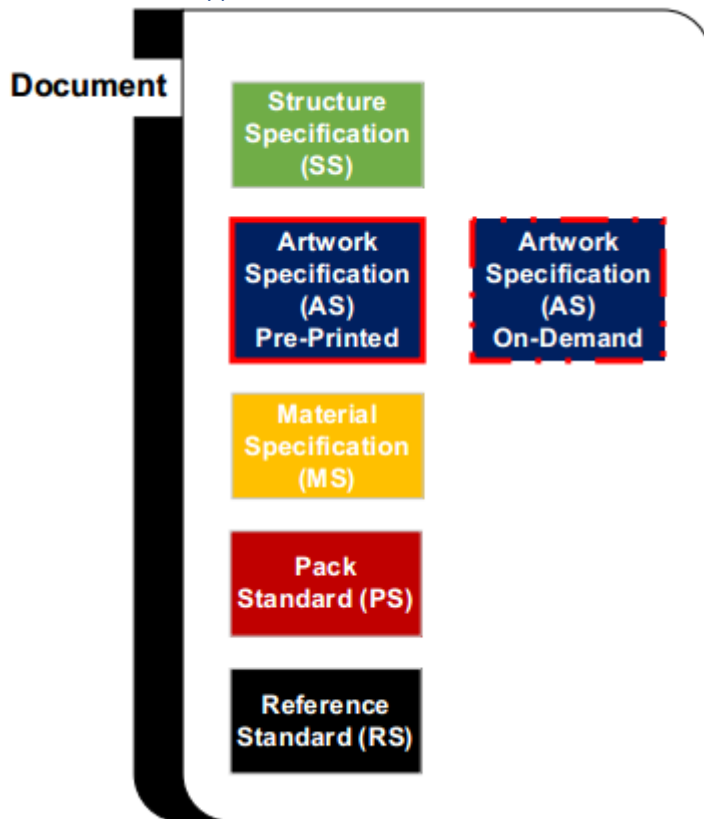 Document
Structure
Specification
(SS)
Artwork
Specification
(AS)
Pre-Printed
Artwork
Specification
(AS)
On-Demand
Material
Specification
(MS)
Pack
Standard (PS)
Reference
Standard (RS)